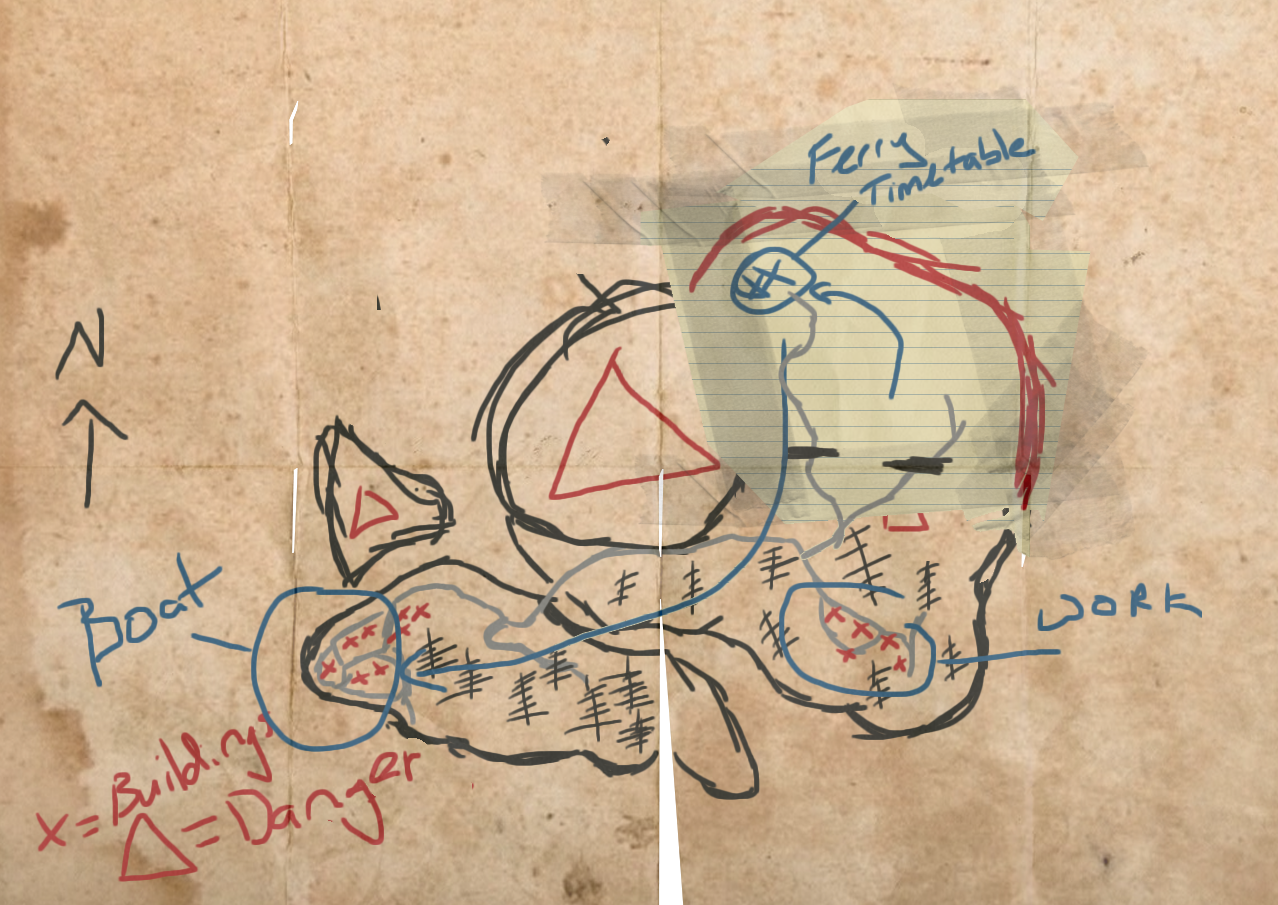 Ferry
Timetable
N
Boat
WORK
x = Buildings
△ = Danger